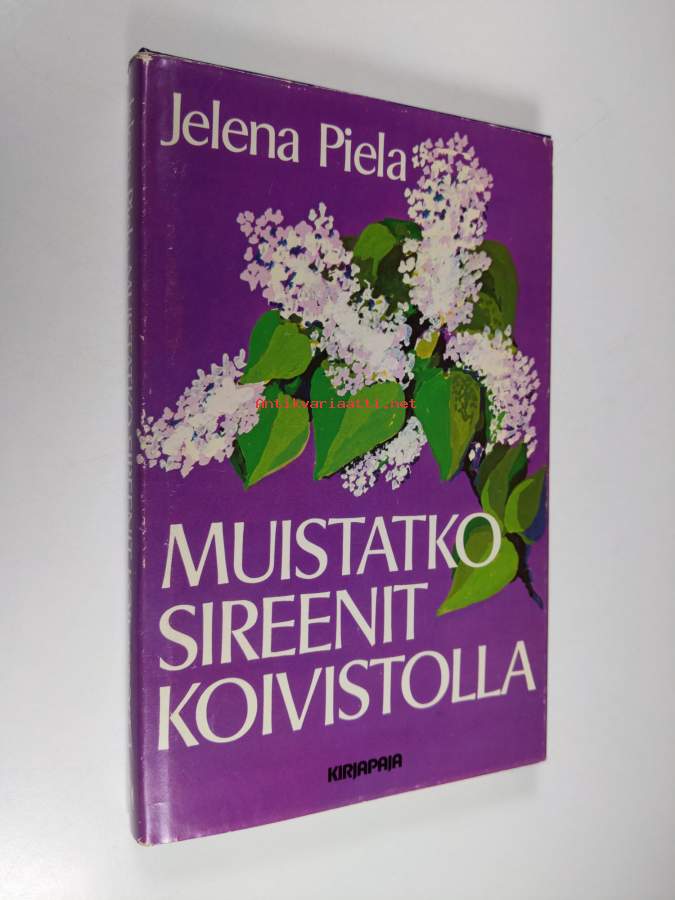 Jelena Piela
Antikvariaatti.net
MUISTATKO
SIREENIT
KOIVISTOLLA
KIRJAPAJA